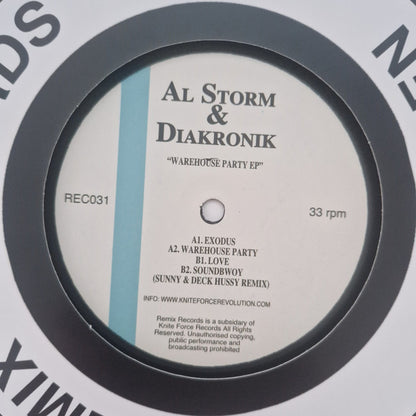 AL STORM
&
DIAKRONIK
"WAREHOUSE PARTY EP"
REC031
33 rpm
A1. EXODUS
A2. WAREHOUSE PARTY
B1. LOVE
B2. SOUNDBWOY
(SUNNY & DECK HUSSY REMIX)
INFO: WWW.KNITEFORCEREVOLUTION.COM
Remix Records is a subsidary of
Knite Force Records All Rights
Reserved. Unauthorised copying,
public performance and
broadcasting prohibited